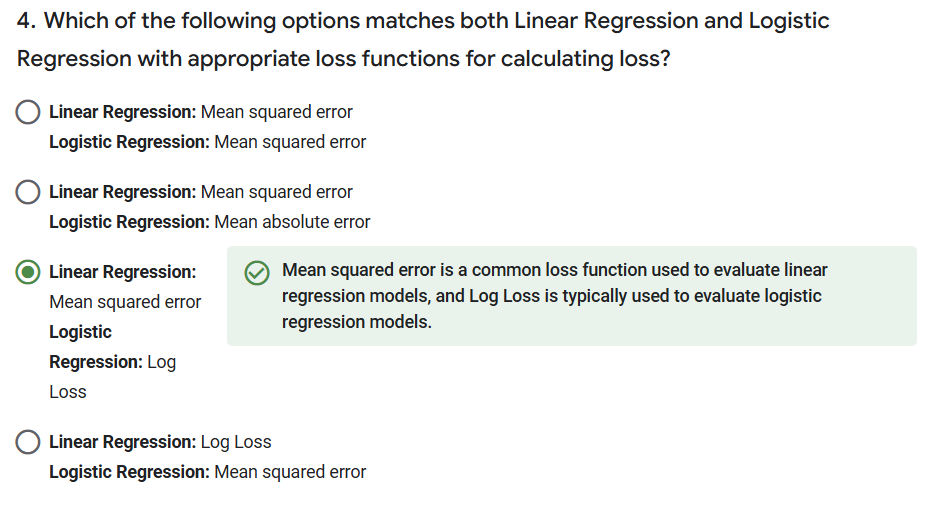 4. Which of the following options matches both Linear Regression and Logistic
Regression with appropriate loss functions for calculating loss?
Linear Regression: Mean squared error
Logistic Regression: Mean squared error
Linear Regression: Mean squared error
Logistic Regression: Mean absolute error
Linear Regression:
Mean squared error
Logistic
Regression: Log
Loss
Mean squared error is a common loss function used to evaluate linear
regression models, and Log Loss is typically used to evaluate logistic
regression models.
Linear Regression: Log Loss
Logistic Regression: Mean squared error